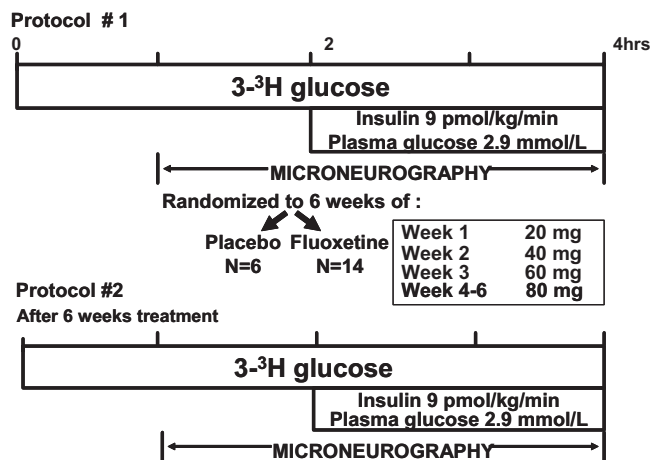 Protocol # 1
0 2 4hrs
3-³H glucose
Insulin 9 pmol/kg/min
Plasma glucose 2.9 mmol/L
MICRONEUROGRAPHY
Randomized to 6 weeks of :
Placebo Fluoxetine
N=6 N=14
Week 1 20 mg
Week 2 40 mg
Week 3 60 mg
Week 4-6 80 mg
Protocol #2
After 6 weeks treatment
3-³H glucose
Insulin 9 pmol/kg/min
Plasma glucose 2.9 mmol/L
MICRONEUROGRAPHY